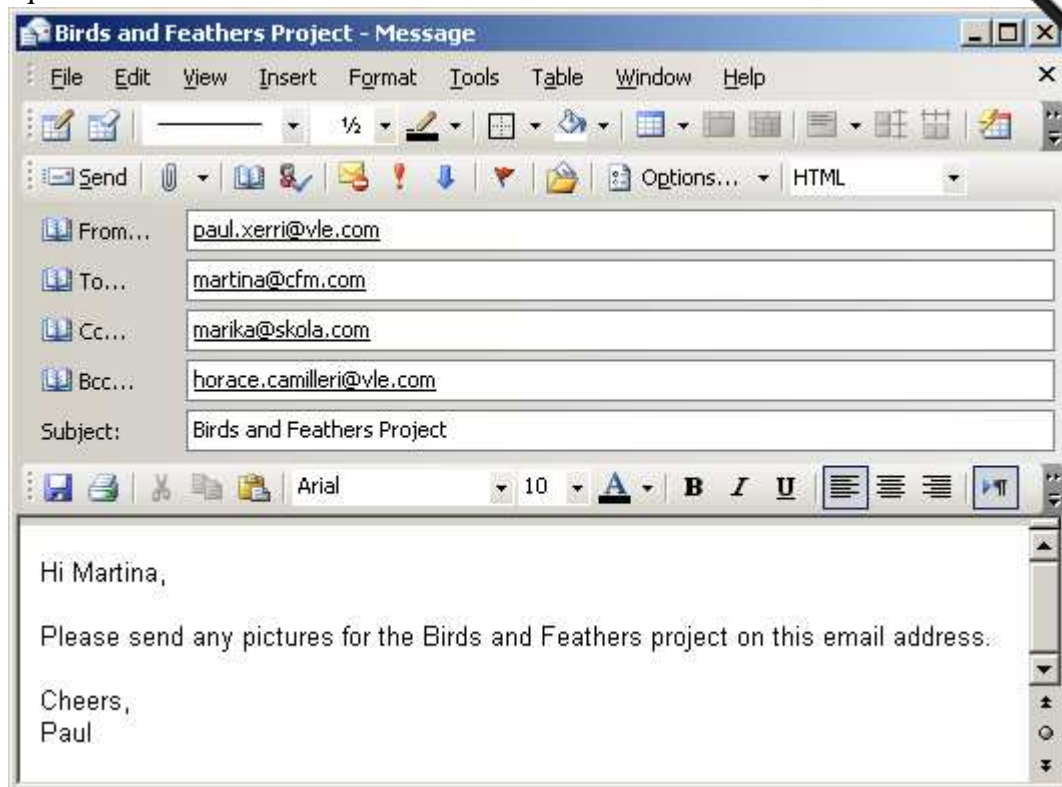 Birds and Feathers Project - Message
File Edit View Insert Format Tools Table Window Help
½
Send Options... HTML
From... paul.xerri@vle.com
To... martina@cfm.com
Cc... marika@skola.com
Bcc... horace.camilleri@vle.com
Subject: Birds and Feathers Project
Arial 10 A B I U
Hi Martina,
Please send any pictures for the Birds and Feathers project on this email address.
Cheers,
Paul